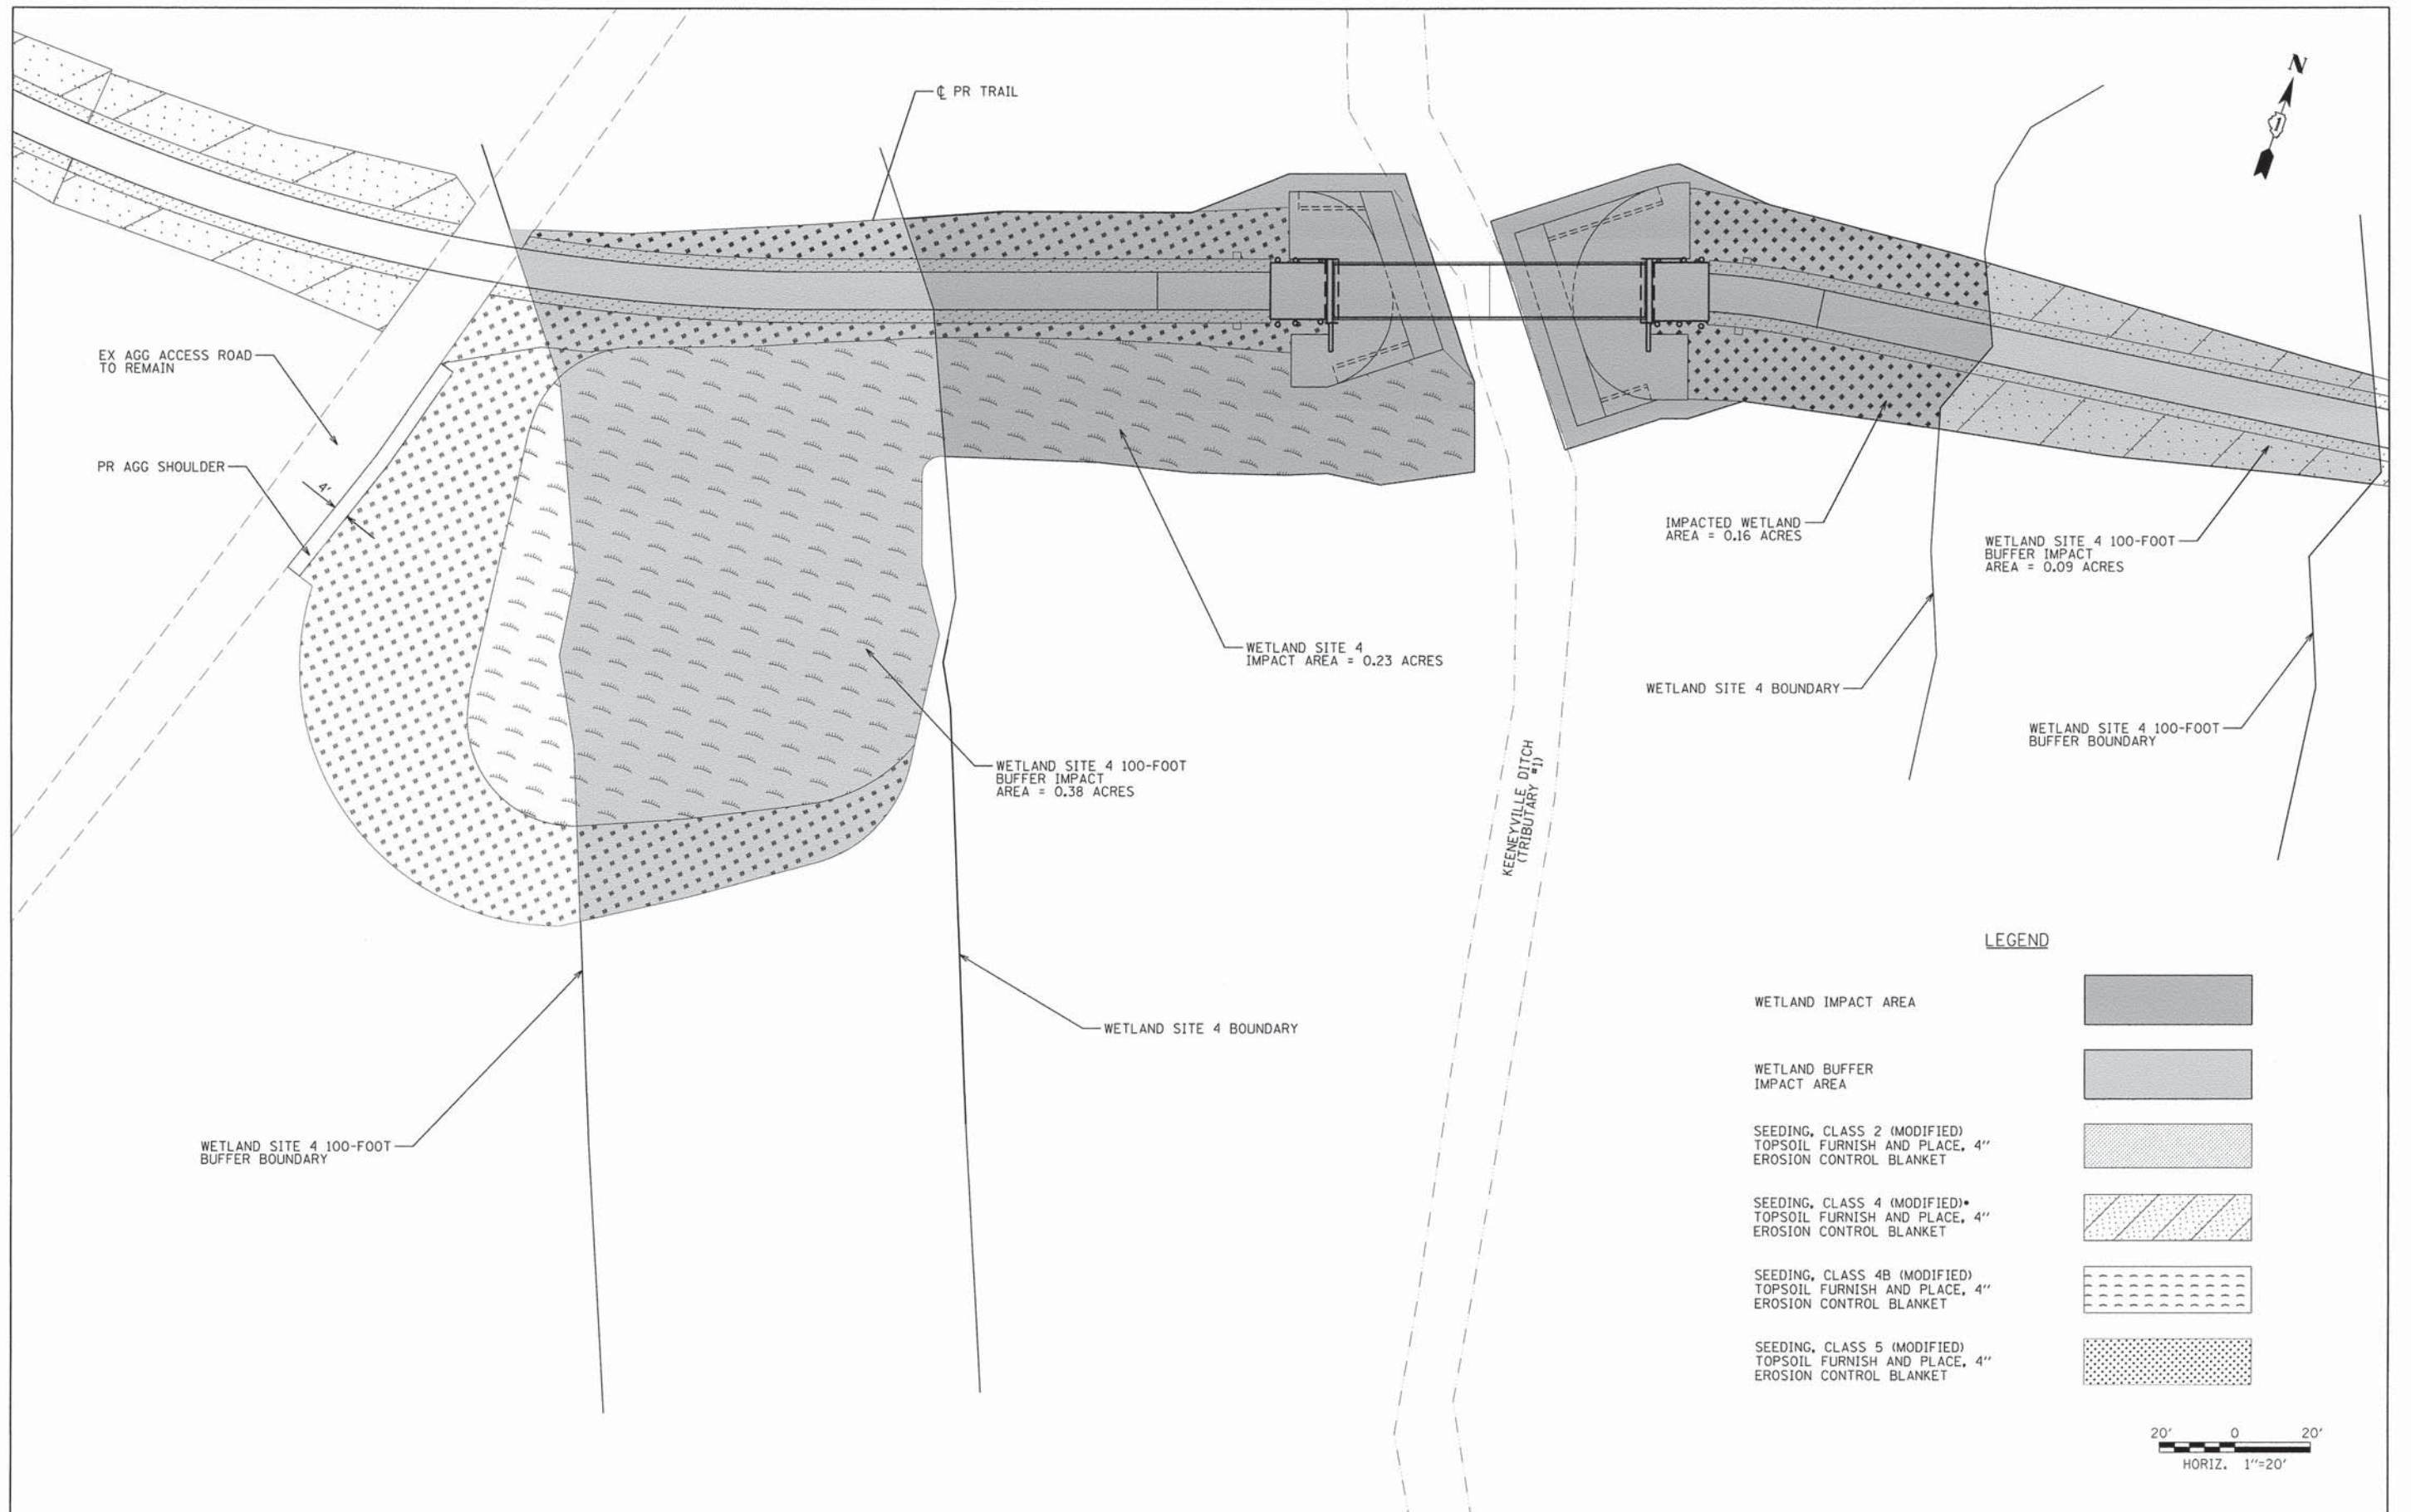 N
1
℄ PR TRAIL
EX AGG ACCESS ROAD
TO REMAIN
PR AGG SHOULDER
4'
IMPACTED WETLAND
AREA = 0.16 ACRES
WETLAND SITE 4 100-FOOT
BUFFER IMPACT
AREA = 0.09 ACRES
WETLAND SITE 4
IMPACT AREA = 0.23 ACRES
WETLAND SITE 4 BOUNDARY
WETLAND SITE 4 100-FOOT
BUFFER BOUNDARY
WETLAND SITE 4 100-FOOT
BUFFER IMPACT
AREA = 0.38 ACRES
KEENEYVILLE DITCH
(TRIBUTARY #1)
WETLAND SITE 4 BOUNDARY
WETLAND SITE 4 100-FOOT
BUFFER BOUNDARY
LEGEND
WETLAND IMPACT AREA
WETLAND BUFFER
IMPACT AREA
SEEDING, CLASS 2 (MODIFIED)
TOPSOIL FURNISH AND PLACE, 4"
EROSION CONTROL BLANKET
SEEDING, CLASS 4 (MODIFIED)*
TOPSOIL FURNISH AND PLACE, 4"
EROSION CONTROL BLANKET
SEEDING, CLASS 4B (MODIFIED)
TOPSOIL FURNISH AND PLACE, 4"
EROSION CONTROL BLANKET
SEEDING, CLASS 5 (MODIFIED)
TOPSOIL FURNISH AND PLACE, 4"
EROSION CONTROL BLANKET
20' 0 20'
HORIZ. 1"=20'